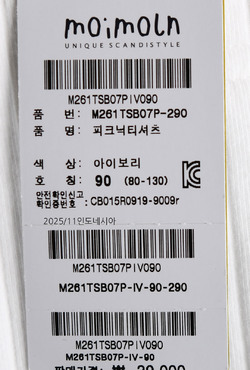 moimoln
UNIQUE SCANDISTYLE
M261TSB07PIV090
품 번: M261TSB07P-290
품 명: 피크닉티셔츠
색 상: 아이보리
호 칭: 90 (80-130)
안전확인신고
확인증번호 : CB015R0919-9009r
2025/11인도네시아
M261TSB07PIV090
M261TSB07P-IV-90-290
M261TSB07PIV090
M261TSB07P-IV-90